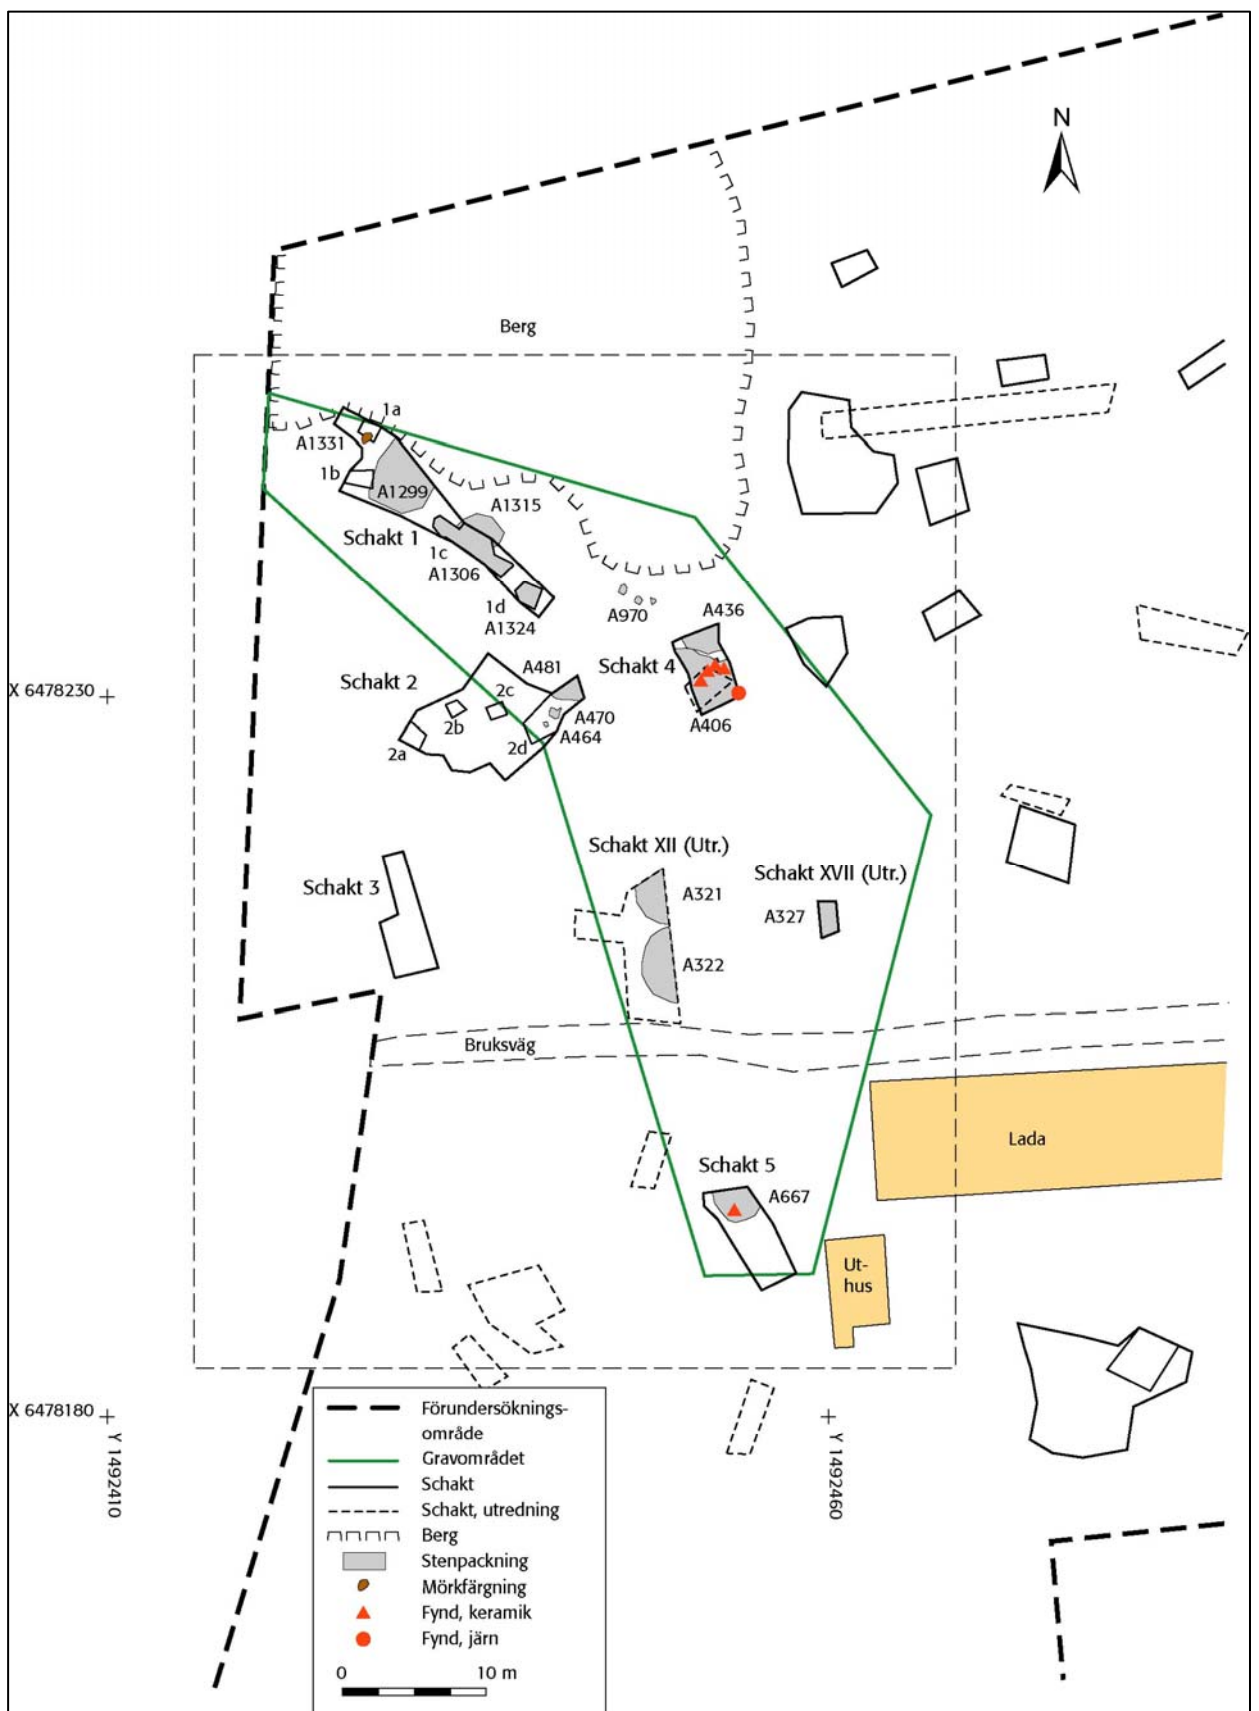 N
Berg
1a
A1331
1b
A1299
A1315
Schakt 1
1c
A1306
1d
A1324
A970
A436
Schakt 4
A481
Schakt 2
X 6478230
2c
2b
A470
A464
2d
2a
A406
Schakt XII (Utr.)
Schakt XVII (Utr.)
Schakt 3
A321
A327
A322
Bruksväg
Lada
Schakt 5
A667
Ut-
hus
X 6478180
Y 1492410
Y 1492460
Förundersöknings-
område
Gravområdet
Schakt
Schakt, utredning
Berg
Stenpackning
Mörkfärgning
Fynd, keramik
Fynd, järn
0 10 m